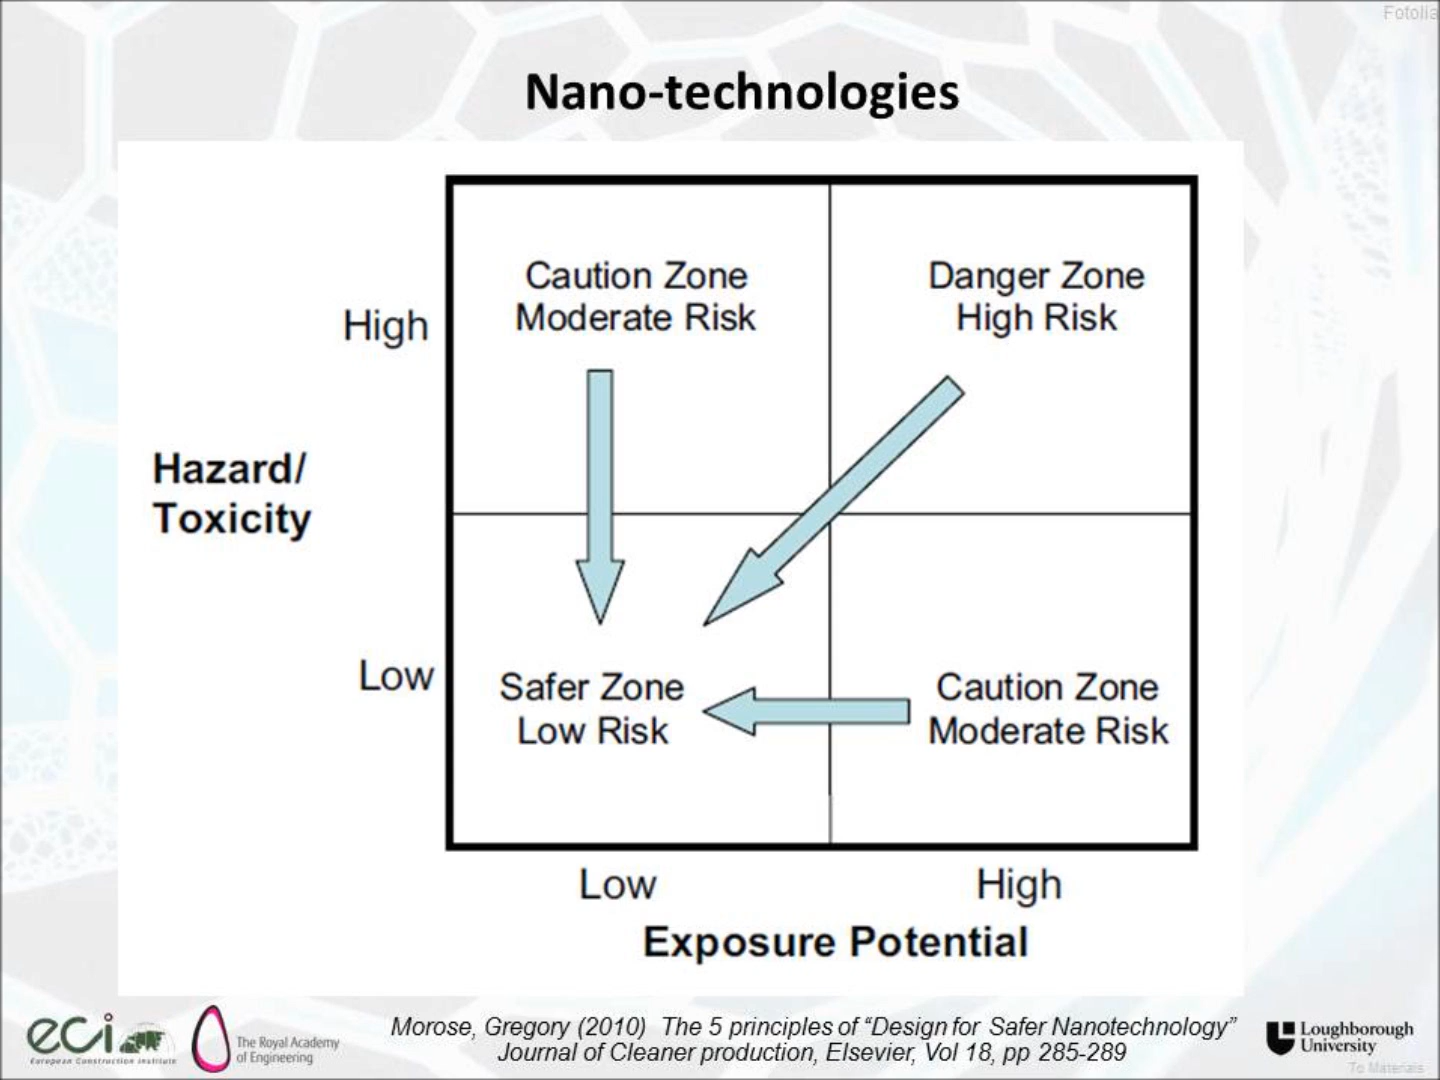 Fotolia
Nano-technologies
Caution Zone
Moderate Risk
Danger Zone
High Risk
High
Hazard/
Toxicity
Low
Safer Zone
Low Risk
Caution Zone
Moderate Risk
Low
High
Exposure Potential
eci
European Construction Institute
The Royal Academy
of Engineering
Morose, Gregory (2010) The 5 principles of “Design for Safer Nanotechnology”
Journal of Cleaner production, Elsevier, Vol 18, pp 285-289
Loughborough
University
To Materials